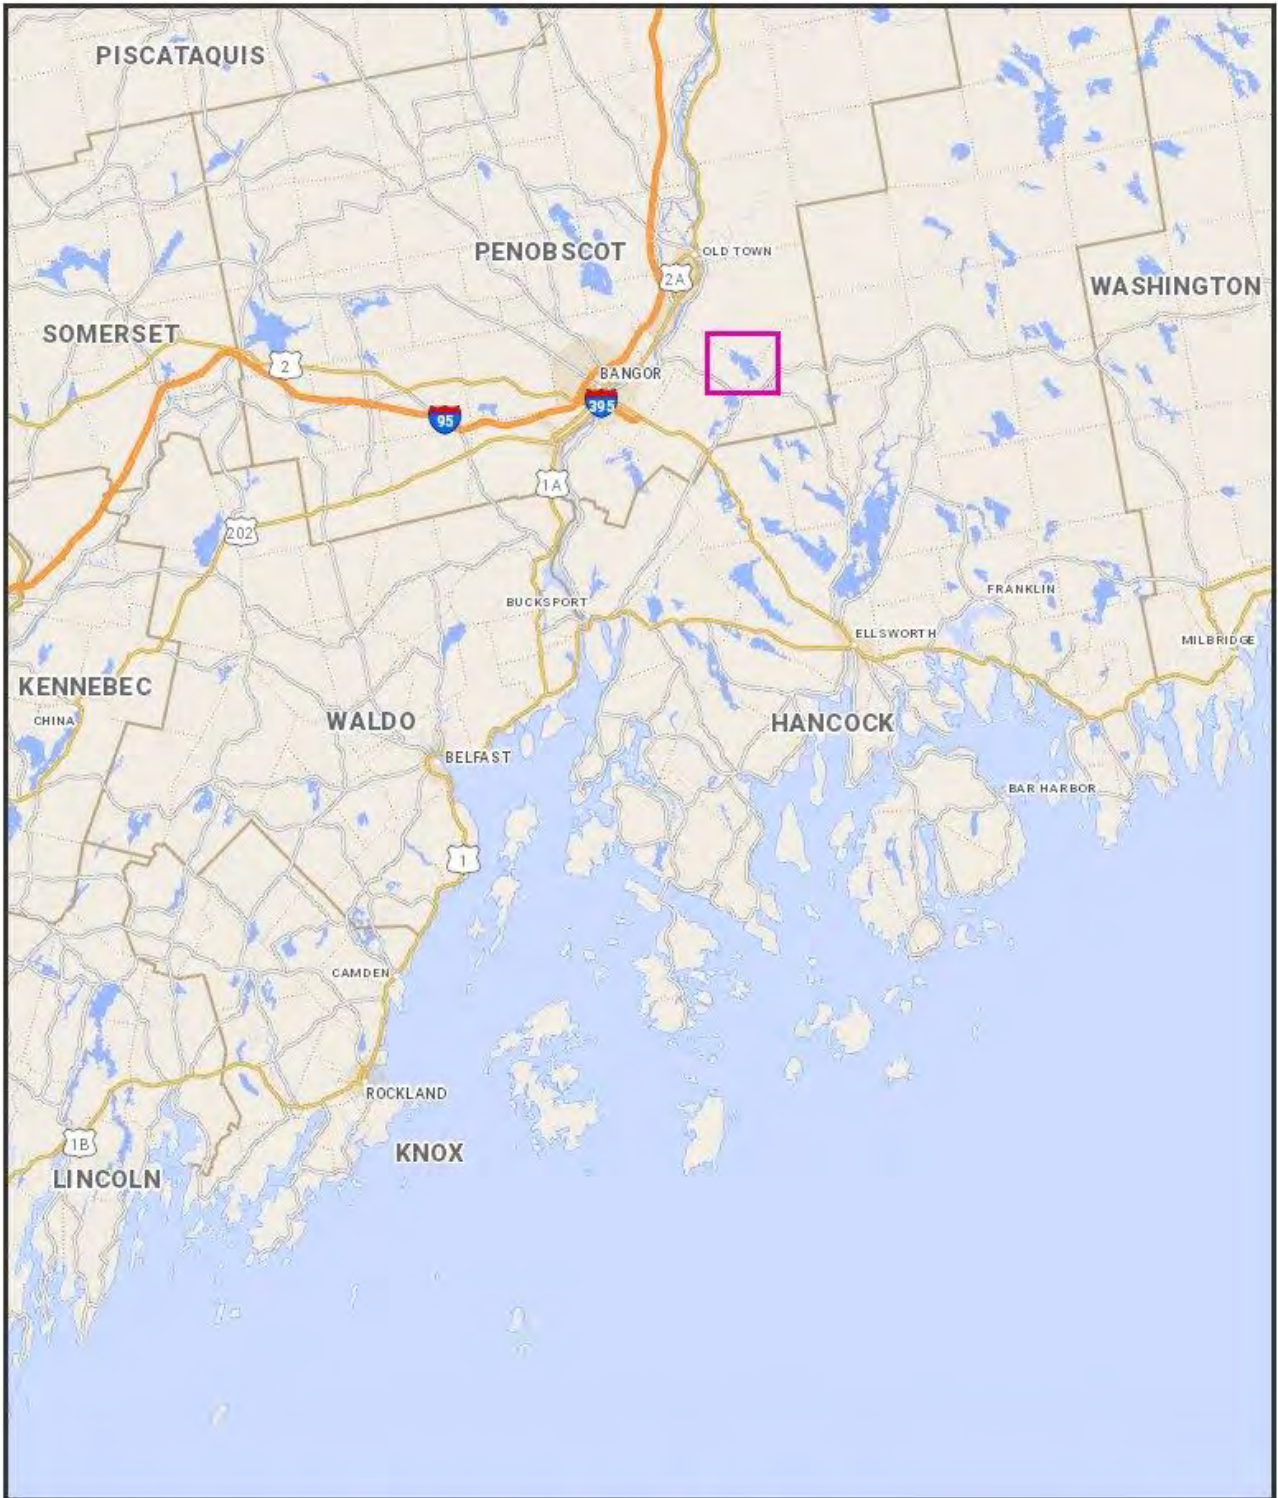 PISCATAQUIS
PENOBSCOT
OLD TOWN
2A
WASHINGTON
SOMERSET
2
BANGOR
395
95
1A
202
FRANKLIN
BUCKSPORT
ELLSWORTH
MILBRIDGE
KENNEBEC
CHINA
WALDO
HANCOCK
BELFAST
BAR HARBOR
1
CAMDEN
ROCKLAND
1B
KNOX
LINCOLN